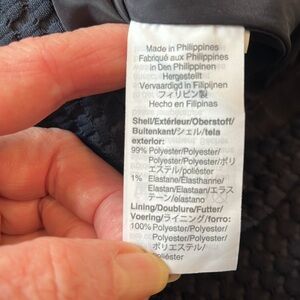 Made in Philippines
Fabriqué aux Philippines
in Den Philippinen
Hergestellt
Vervaardigd in Filipijnen
フィリピン製
Hecho en Filipinas
Shell/Extérieur/Oberstoff/
Buitenkant/シェル/tela
exterior:
99% Polyester/Polyester/
Polyester/Polyester/ポリ
エステル/poliéster
1% Elastane/Élasthanne/
Elastan/Elastaan/エラス
テーン/elastano
Lining/Doublure/Futter/
Voering/ライニング/forro:
100% Polyester/Polyester/
Polyester/Polyester/
ポリエステル/
poliéster